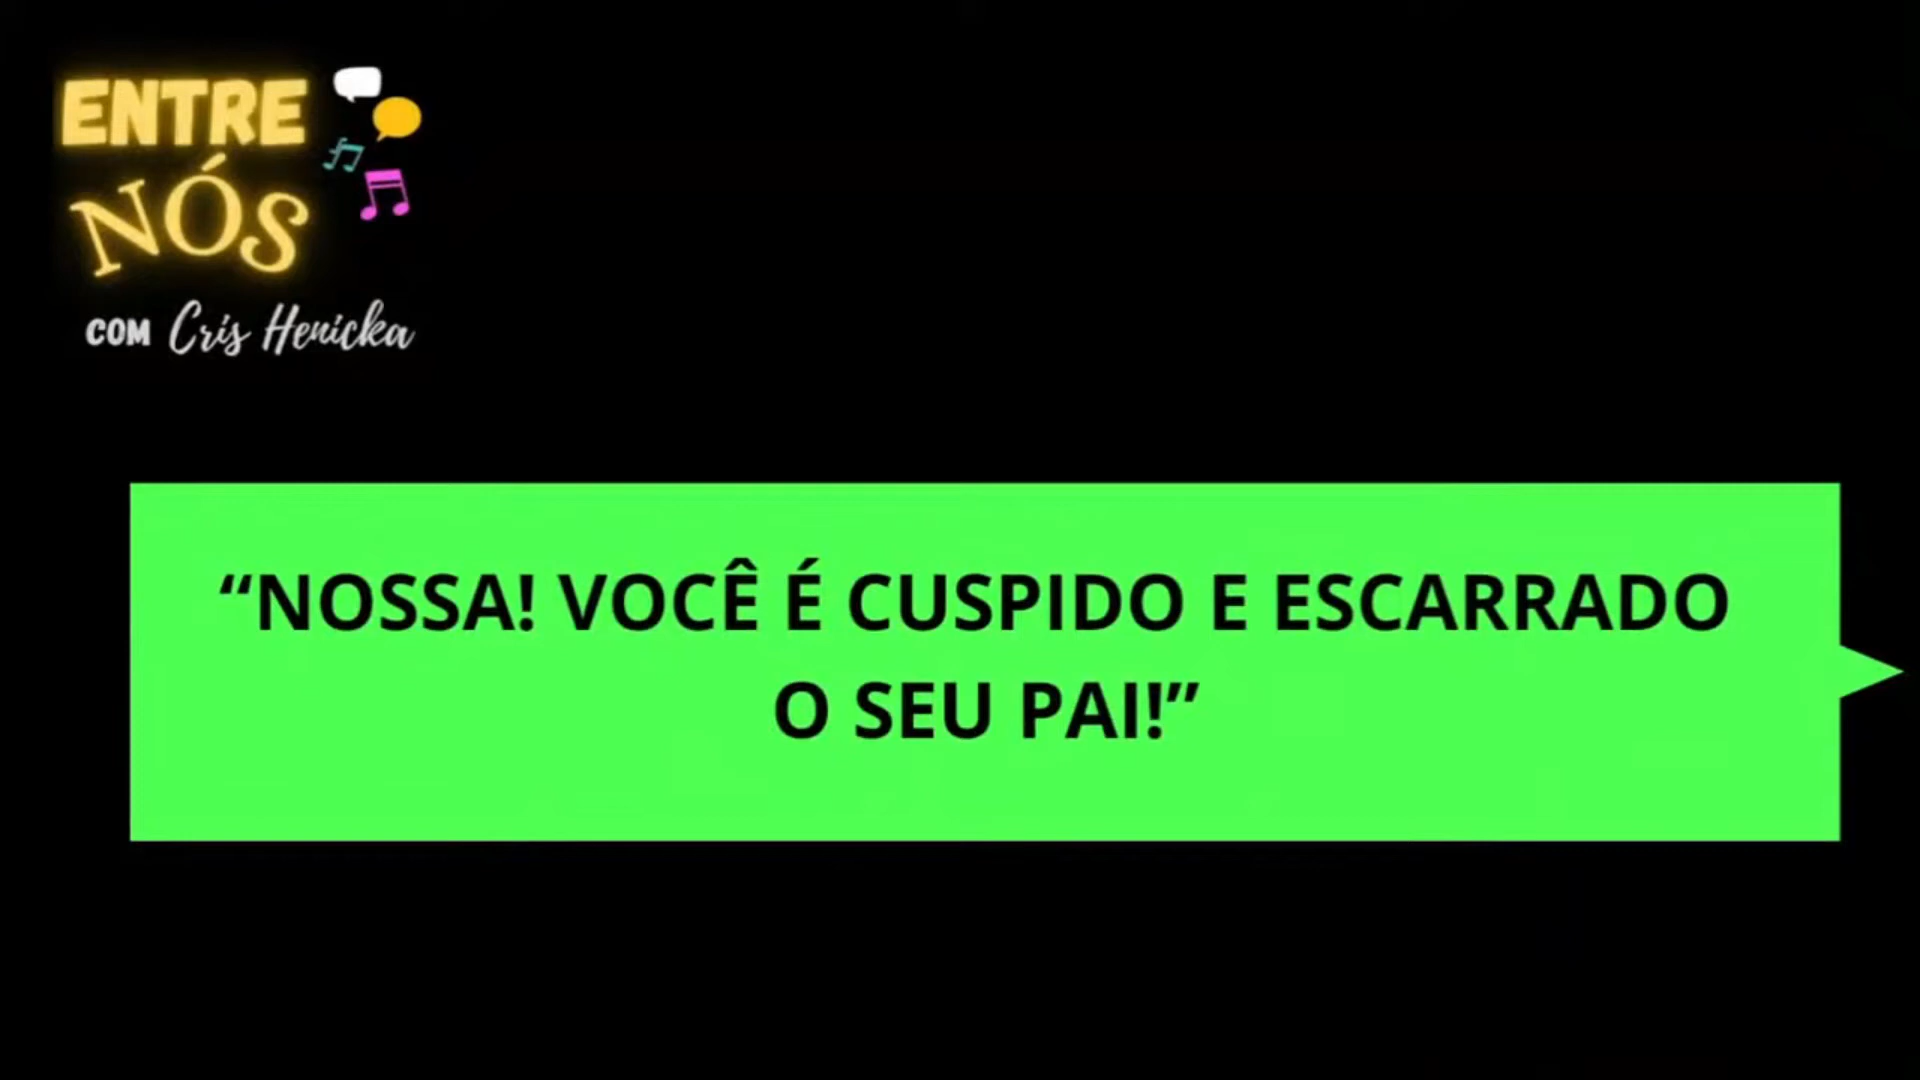 ENTRE
NÓS
COM Cris Henicka
“NOSSA! VOCÊ É CUSPIDO E ESCARRADO
O SEU PAI!”